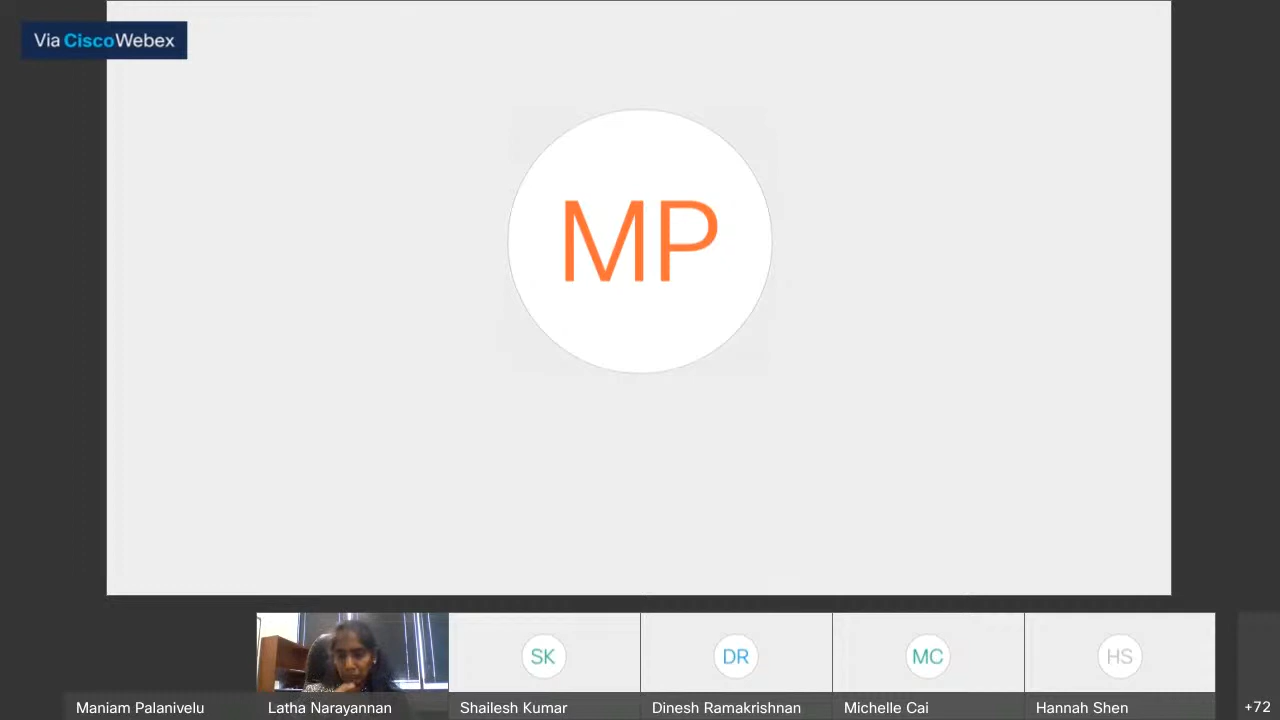 Via CiscoWebex
MP
SK
DR
MC
HS
Maniam Palanivelu
Latha Narayannan
Shailesh Kumar
Dinesh Ramakrishnan
Michelle Cai
Hannah Shen
+72